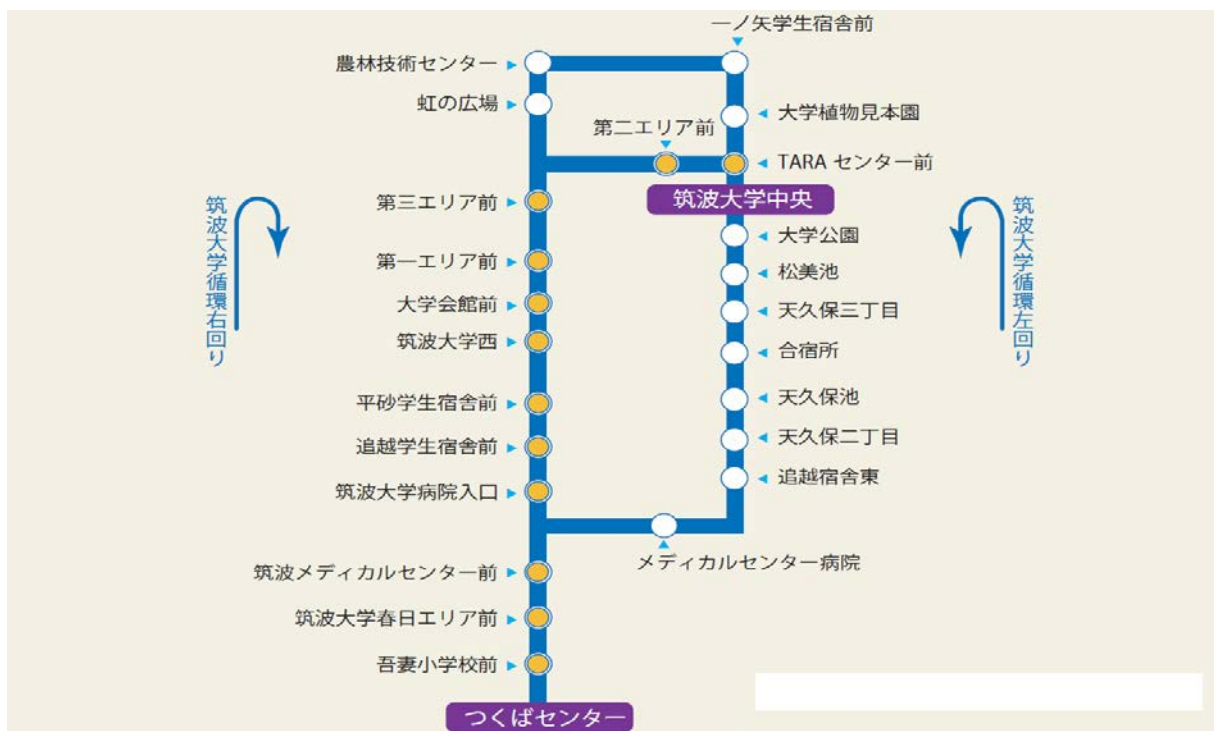 一ノ矢学生宿舎前
農林技術センター
虹の広場
大学植物見本園
第二エリア前
TARA センター前
筑波大学中央
第三エリア前
大学公園
第一エリア前
松美池
大学会館前
天久保三丁目
筑波大学西
合宿所
平砂学生宿舎前
天久保池
追越学生宿舎前
天久保二丁目
筑波大学病院入口
追越宿舎東
メディカルセンター病院
筑波メディカルセンター前
筑波大学春日エリア前
吾妻小学校前
つくばセンター
筑波大学循環右回り
筑波大学循環左回り